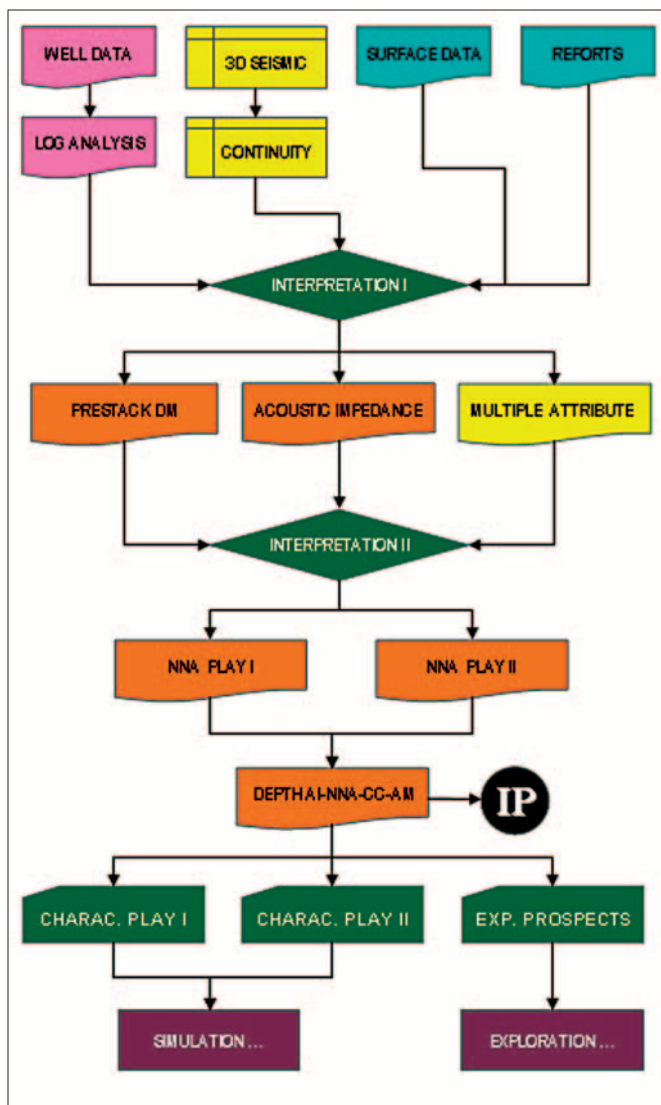 WELL DATA
3D SEISMIC
SURFACE DATA
REPORTS
LOG ANALYSIS
CONTINUITY
INTERPRETATION I
PRESTACK DM
ACOUSTIC IMPEDANCE
MULTIPLE ATTRIBUTE
INTERPRETATION II
NNA PLAY I
NNA PLAY II
DEPTH AI-NNA-CC-AM
IP
CHARAC. PLAY I
CHARAC. PLAY II
EXP. PROSPECTS
SIMULATION ...
EXPLORATION ...